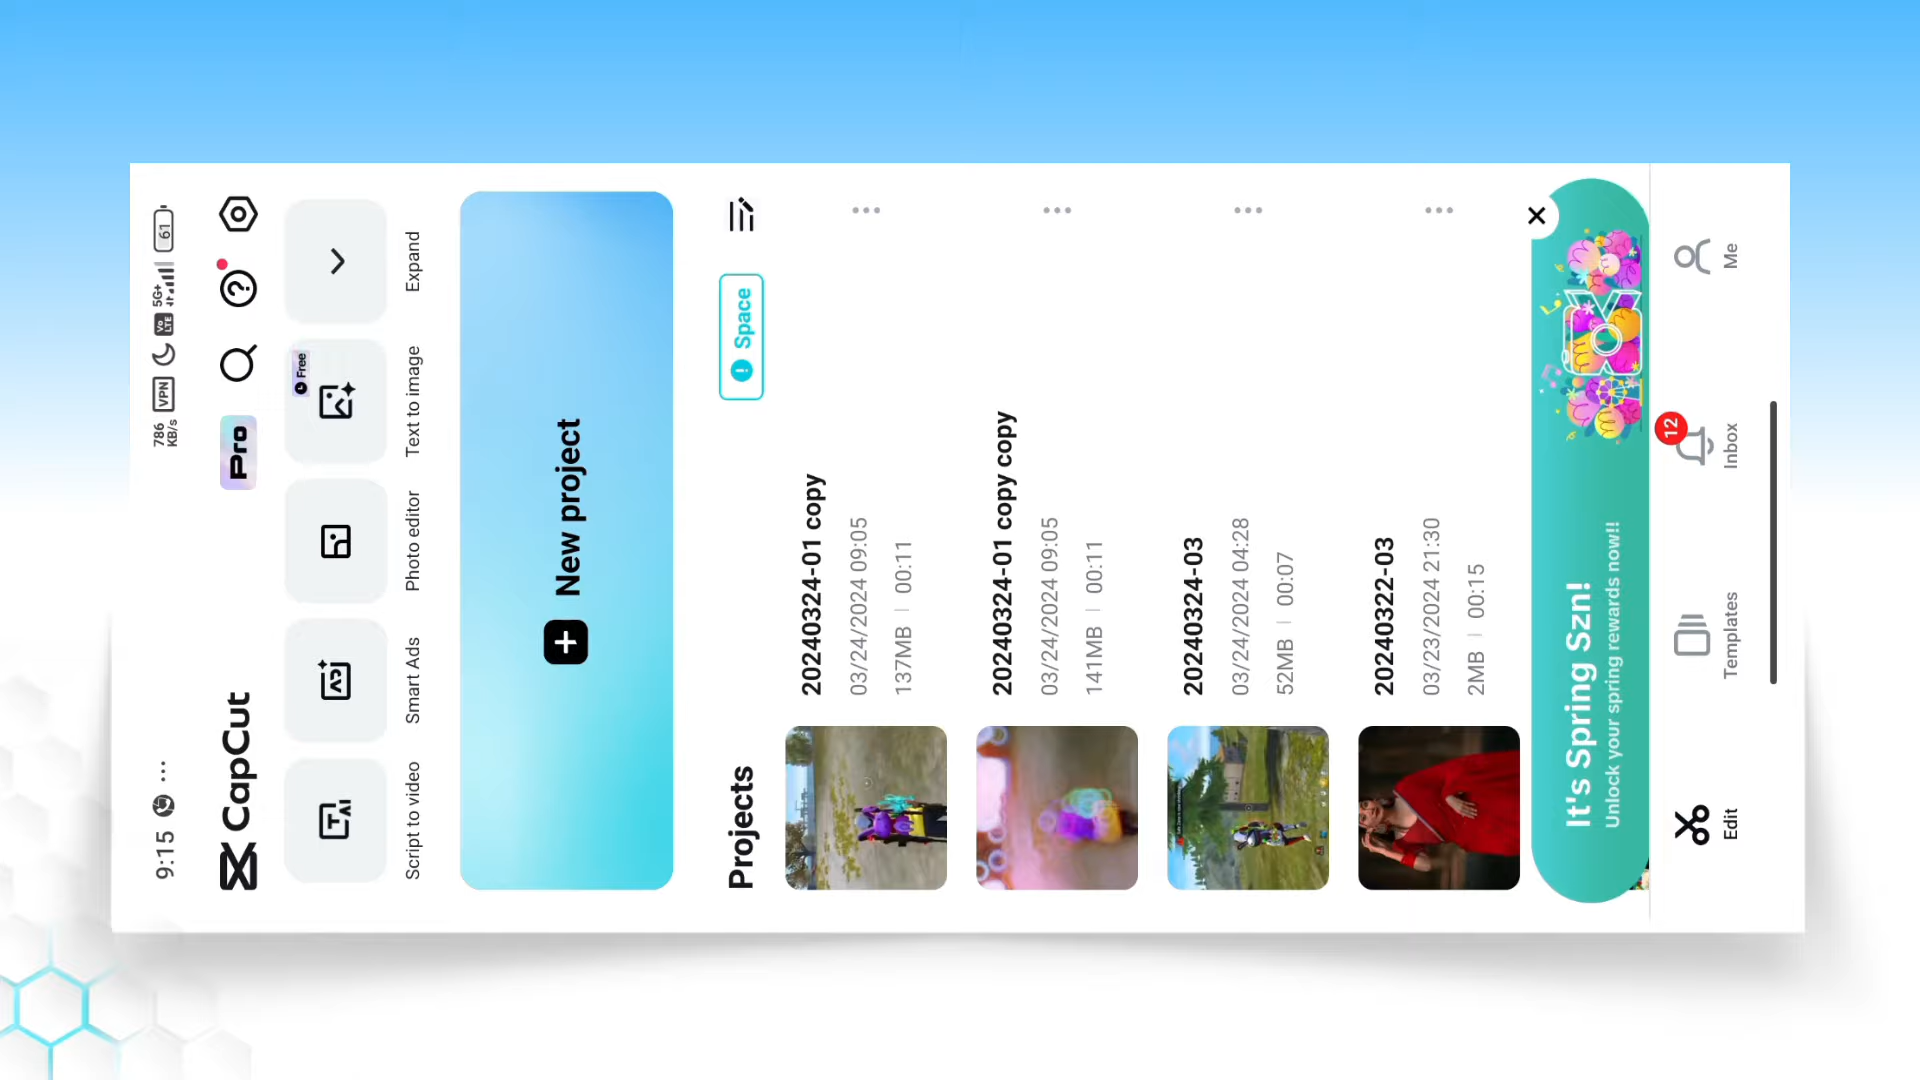 9:15 ...
786 KB/s VPN Vo LTE 5G+ 61
CapCut
Pro
Script to video
Smart Ads
Photo editor
Free
Text to image
Expand
New project
Projects
Space
20240324-01 copy
03/24/2024 09:05
137MB | 00:11
20240324-01 copy copy
03/24/2024 09:05
141MB | 00:11
20240324-03
03/24/2024 04:28
52MB | 00:07
20240322-03
03/23/2024 21:30
2MB | 00:15
It's Spring Szn!
Unlock your spring rewards now!!
12
Edit
Templates
Inbox
Me